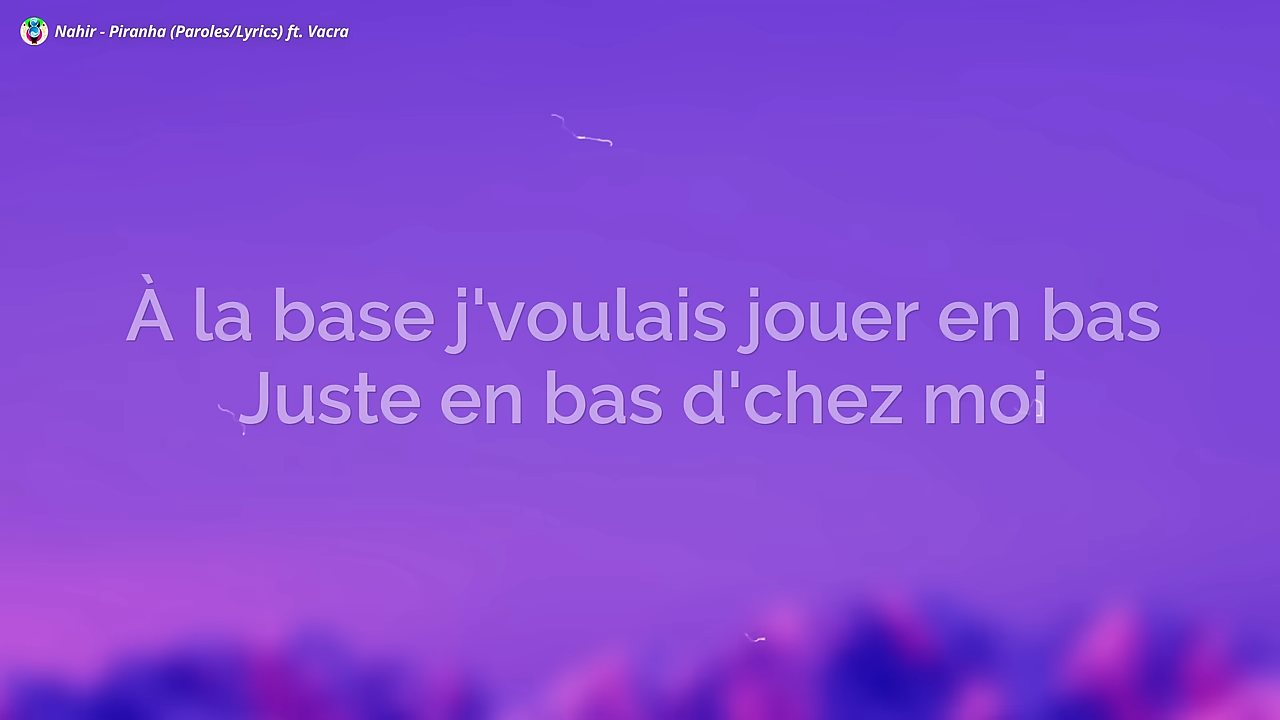 Nahir - Piranha (Paroles/Lyrics) ft. Vacra
À la base j'voulais jouer en bas
Juste en bas d'chez moi